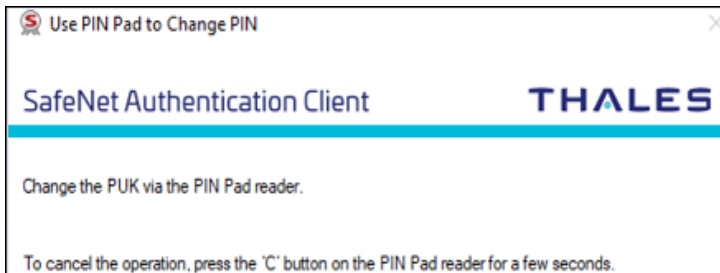 Use PIN Pad to Change PIN
SafeNet Authentication Client
THALES
Change the PUK via the PIN Pad reader.
To cancel the operation, press the 'C' button on the PIN Pad reader for a few seconds.